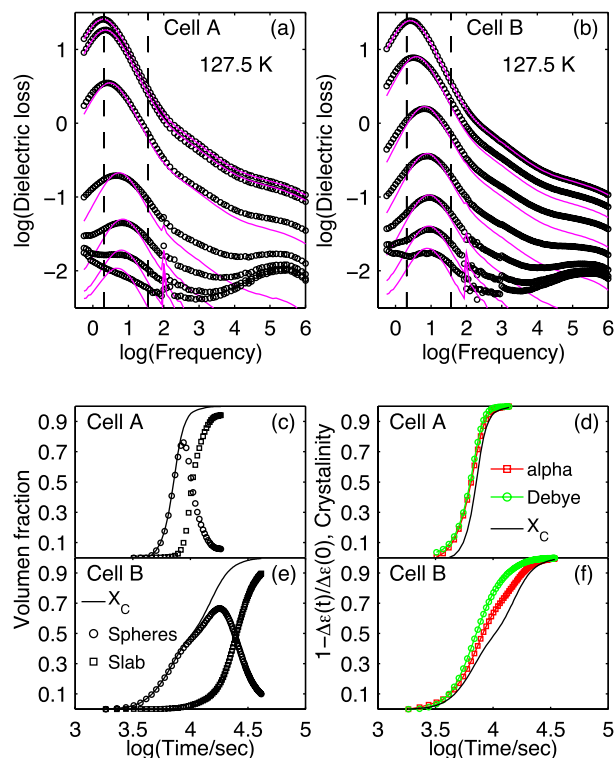 Cell A (a)
127.5 K
1
0
−1
−2
log(Dielectric loss)
0 1 2 3 4 5 6
log(Frequency)
Cell B (b)
127.5 K
1
0
−1
−2
log(Dielectric loss)
0 1 2 3 4 5 6
log(Frequency)
Cell A (c)
0.9
0.7
0.5
0.3
0.1
Volumen fraction
Cell A (d)
0.9
0.7
0.5
0.3
0.1
alpha
Debye
X_C
1−Δε(t)/Δε(0), Crystalinity
Cell B (e)
0.9
0.7
0.5
0.3
0.1
X_C
Spheres
Slab
3 3.5 4 4.5 5
log(Time/sec)
Cell B (f)
0.9
0.7
0.5
0.3
0.1
3 3.5 4 4.5 5
log(Time/sec)